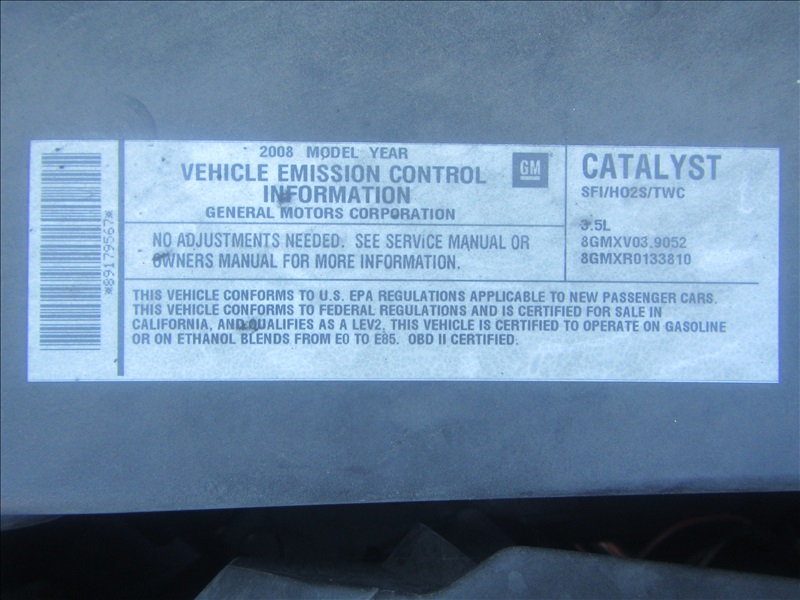 *89179567*
2008 MODEL YEAR
VEHICLE EMISSION CONTROL
INFORMATION
GENERAL MOTORS CORPORATION
GM
NO ADJUSTMENTS NEEDED. SEE SERVICE MANUAL OR
OWNERS MANUAL FOR MORE INFORMATION.
CATALYST
SFI/HO2S/TWC
3.5L
8GMXV03.9052
8GMXR0133810
THIS VEHICLE CONFORMS TO U.S. EPA REGULATIONS APPLICABLE TO NEW PASSENGER CARS.
THIS VEHICLE CONFORMS TO FEDERAL REGULATIONS AND IS CERTIFIED FOR SALE IN
CALIFORNIA, AND QUALIFIES AS A LEV2, THIS VEHICLE IS CERTIFIED TO OPERATE ON GASOLINE
OR ON ETHANOL BLENDS FROM E0 TO E85. OBD II CERTIFIED.